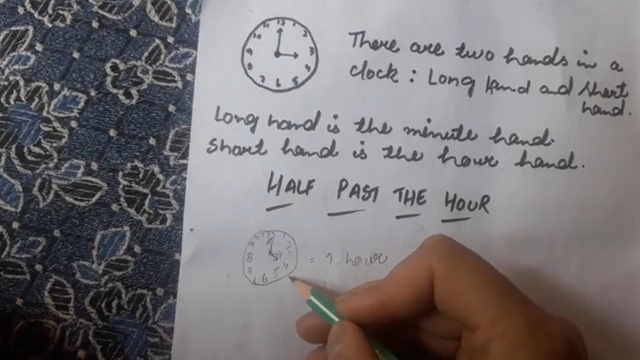 There are two hands in a
clock: Long Hand and Short
hand.
Long hand is the minute hand.
Short hand is the hour hand.
HALF PAST THE HOUR
= 1 hour